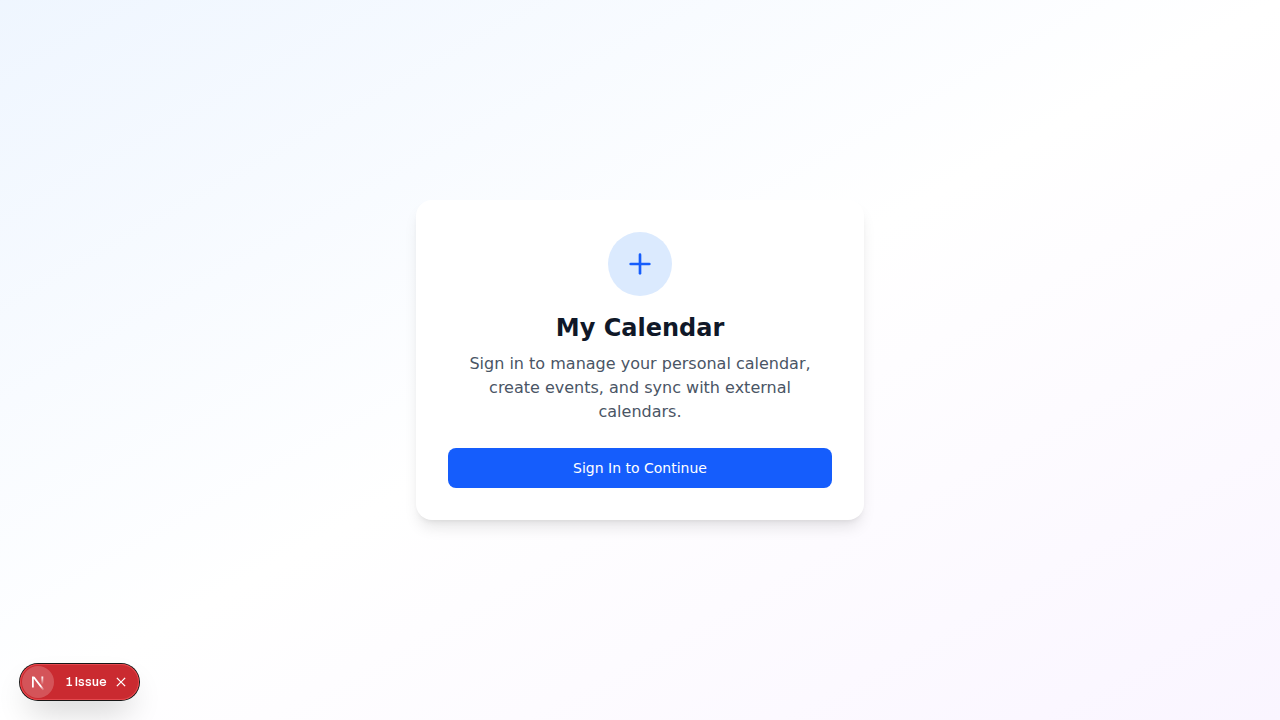 My Calendar
Sign in to manage your personal calendar,
create events, and sync with external
calendars.
Sign In to Continue
N 1 Issue